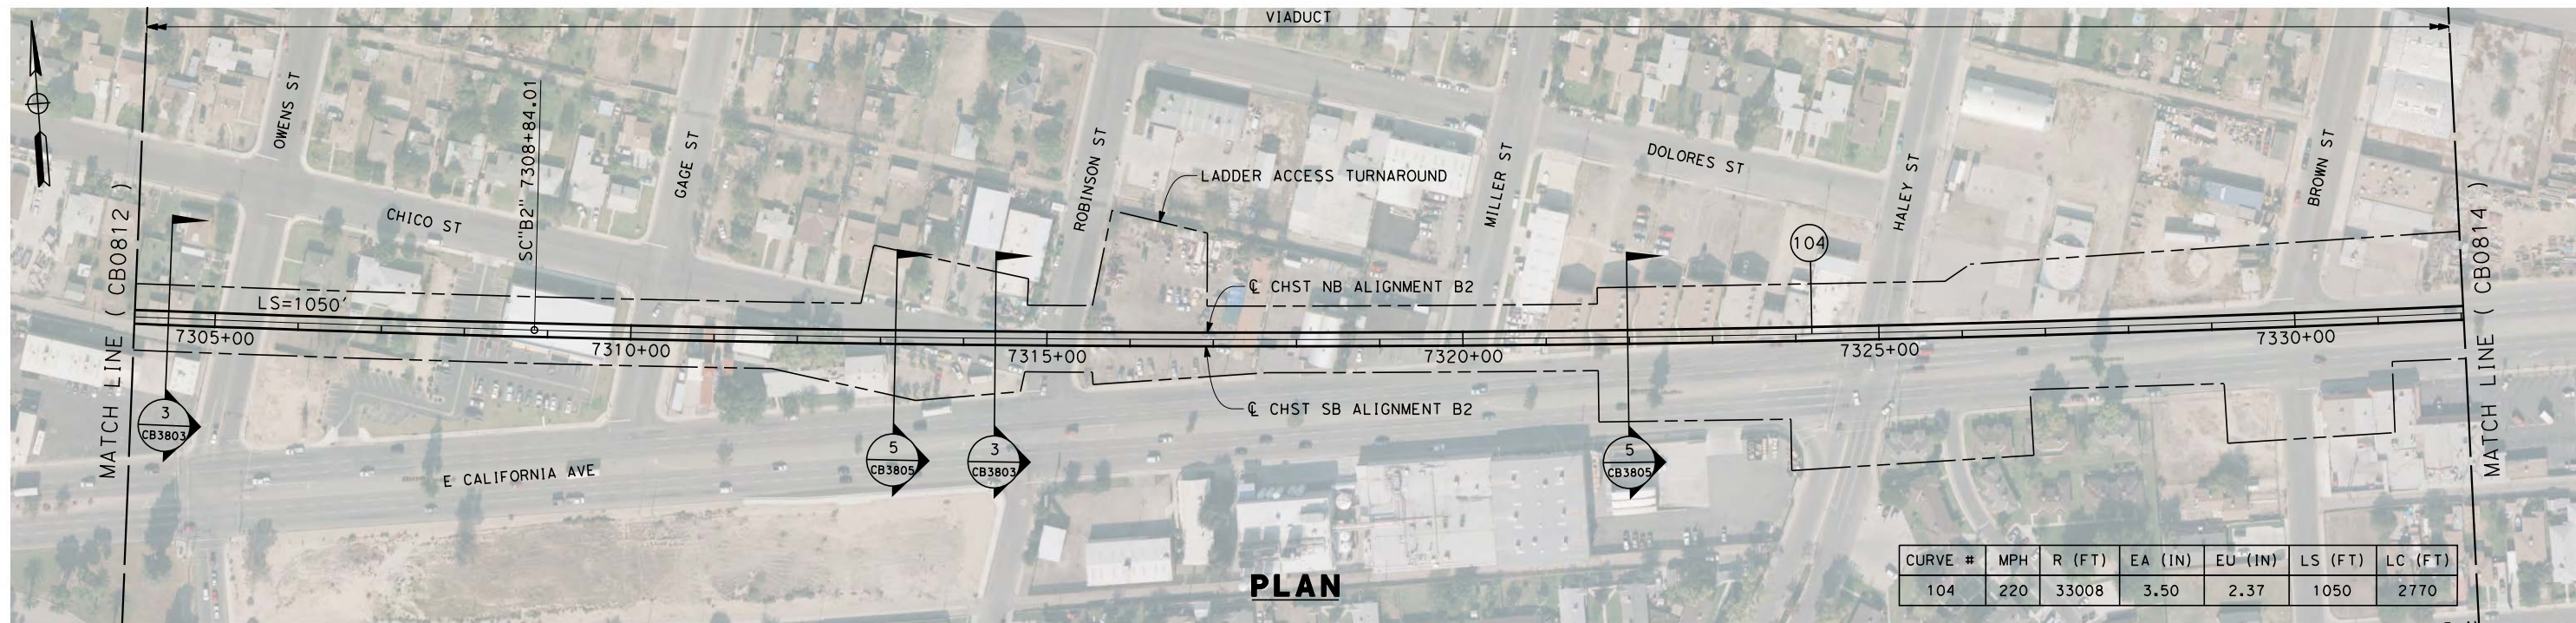 VIADUCT
OWENS ST
GAGE ST
ROBINSON ST
MILLER ST
HALEY ST
BROWN ST
CHICO ST
DOLORES ST
SC"B2" 7308+84.01
LADDER ACCESS TURNAROUND
104
MATCH LINE ( CB0812 )
MATCH LINE ( CB0814 )
LS=1050'
℄ CHST NB ALIGNMENT B2
7305+00
7310+00
7315+00
7320+00
7325+00
7330+00
℄ CHST SB ALIGNMENT B2
3
CB3803
5
CB3805
3
CB3803
5
CB3805
E CALIFORNIA AVE
PLAN
CURVE # MPH R (FT) EA (IN) EU (IN) LS (FT) LC (FT)
104 220 33008 3.50 2.37 1050 2770